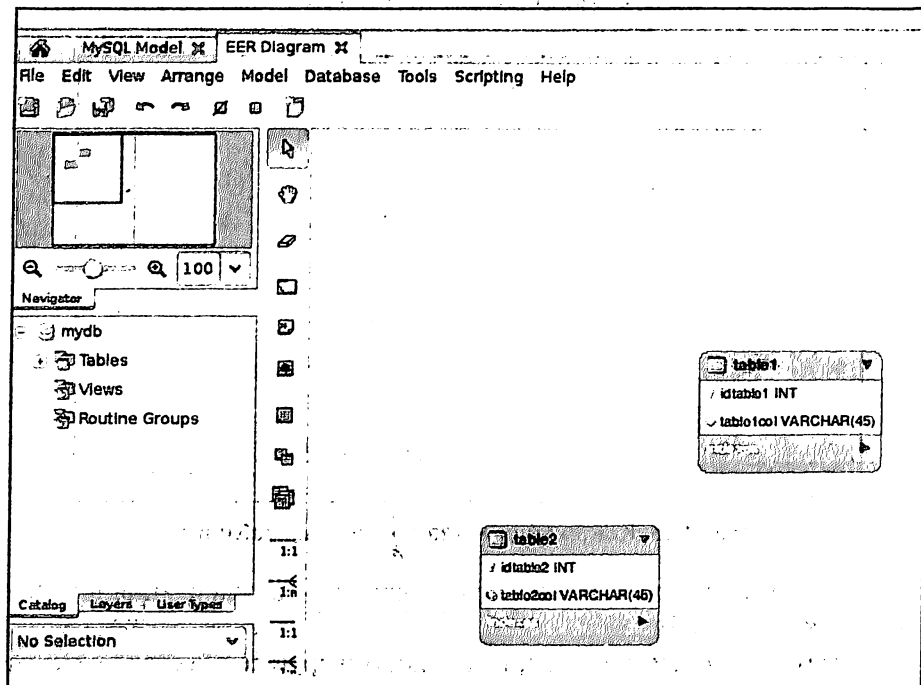 MySQL Model EER Diagram
File Edit View Arrange Model Database Tools Scripting Help
100
Navigator
mydb
Tables
Views
Routine Groups
Catalog Layers User Types
No Selection
1:1
1:n
1:1
table1
idtable1 INT
table1col VARCHAR(45)
table2
idtable2 INT
table2col VARCHAR(45)